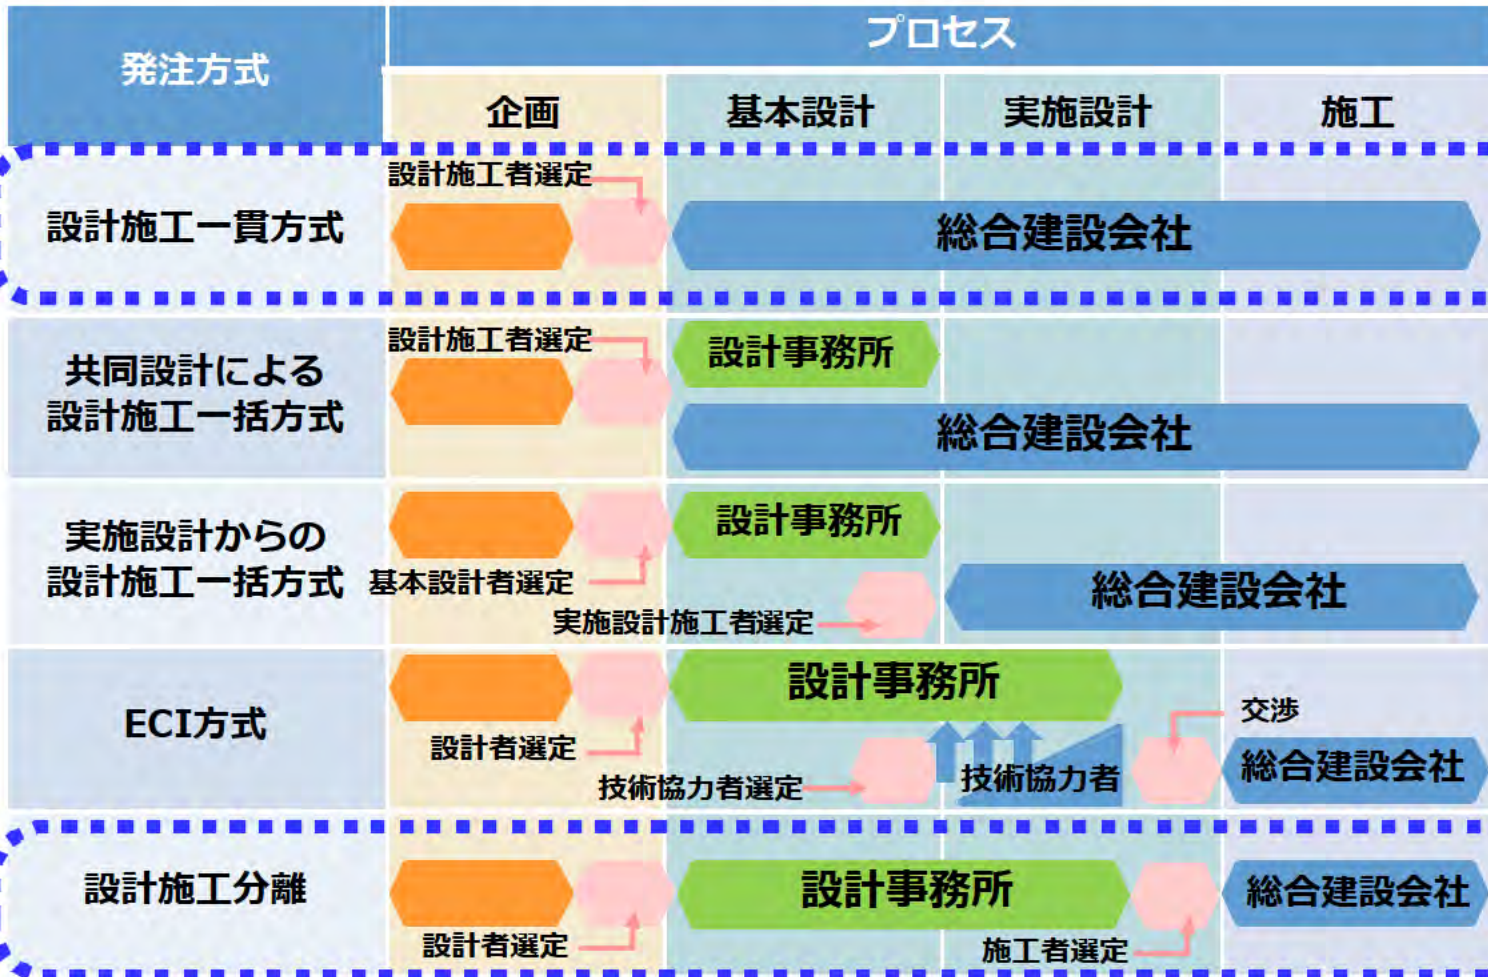 発注方式
プロセス
企画
基本設計
実施設計
施工
設計施工一貫方式
設計施工者選定
総合建設会社
共同設計による
設計施工一括方式
設計施工者選定
設計事務所
総合建設会社
実施設計からの
設計施工一括方式
設計事務所
基本設計者選定
実施設計施工者選定
総合建設会社
ECI方式
設計事務所
設計者選定
技術協力者選定
技術協力者
交渉
総合建設会社
設計施工分離
設計事務所
総合建設会社
設計者選定
施工者選定